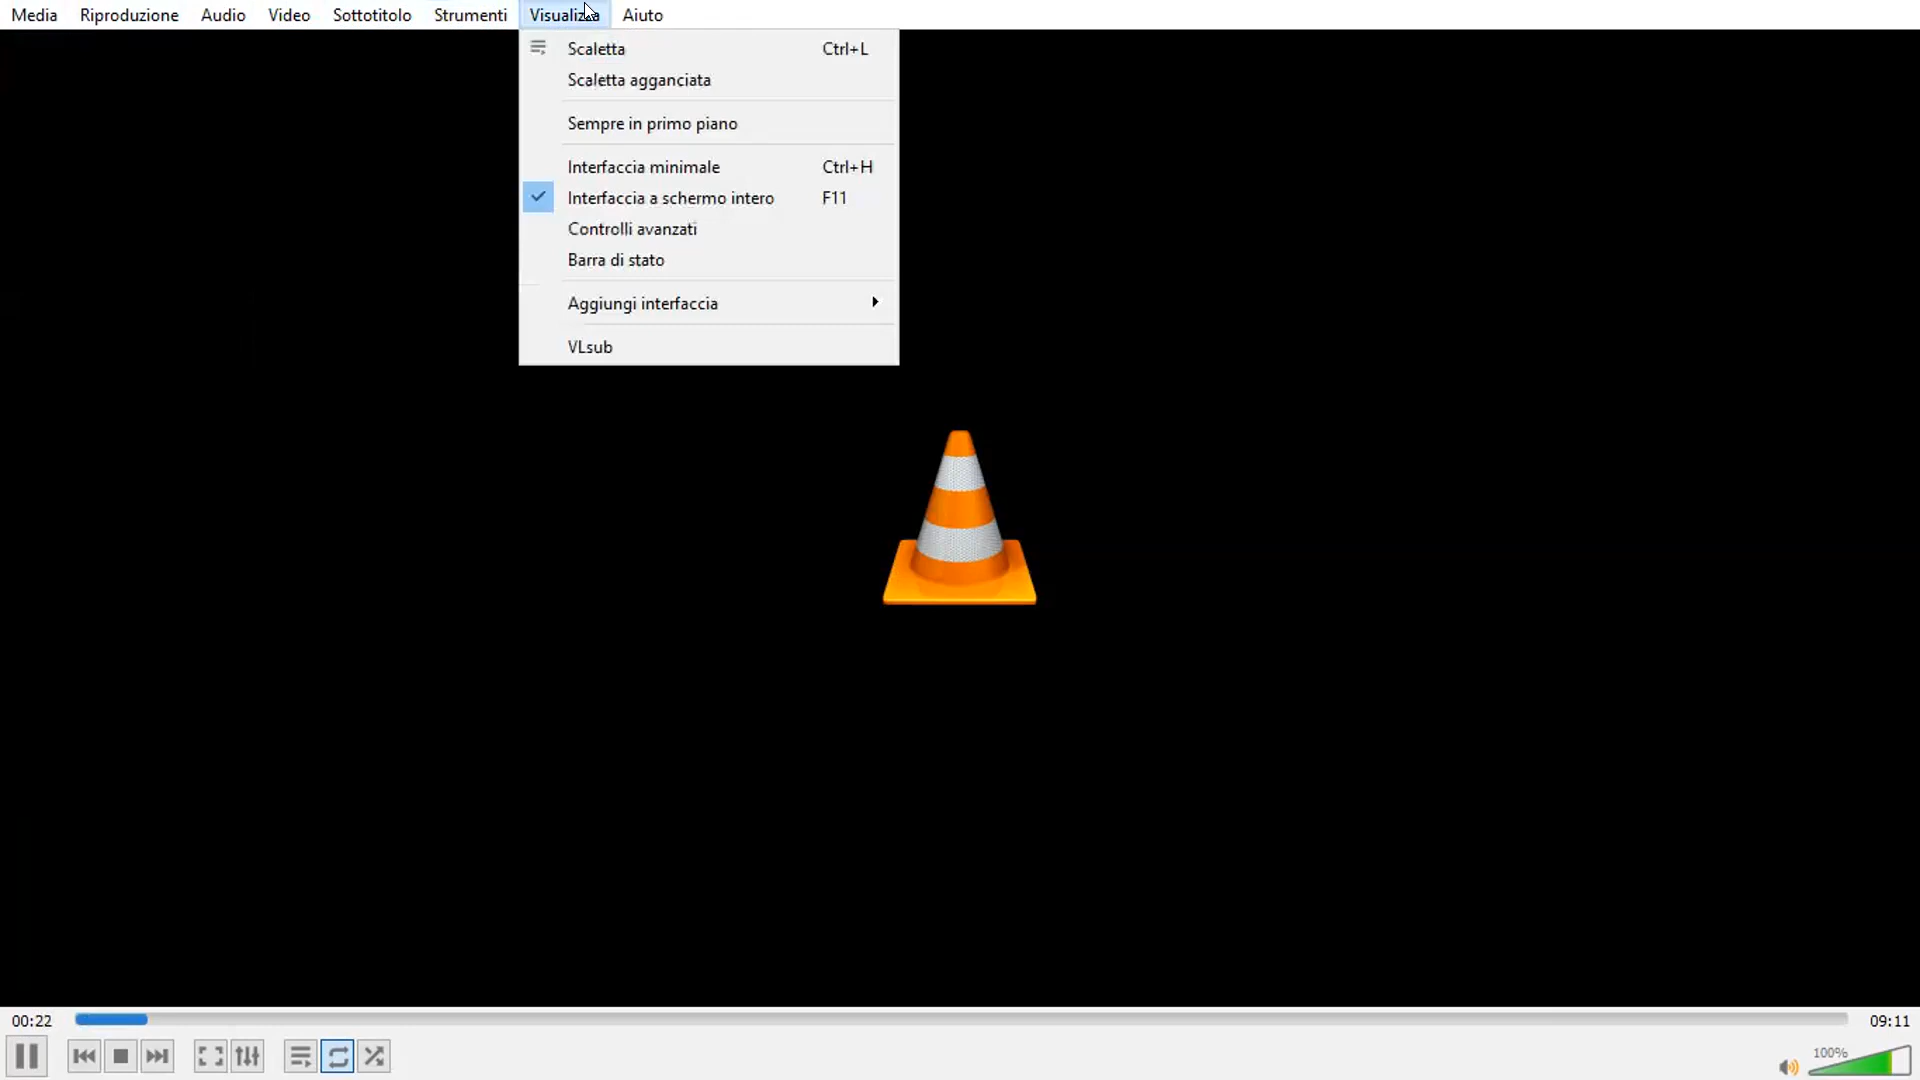 Media Riproduzione Audio Video Sottotitolo Strumenti Visualizza Aiuto
Scaletta Ctrl+L
Scaletta agganciata
Sempre in primo piano
Interfaccia minimale Ctrl+H
Interfaccia a schermo intero F11
Controlli avanzati
Barra di stato
Aggiungi interfaccia
VLsub
00:22 09:11
100%